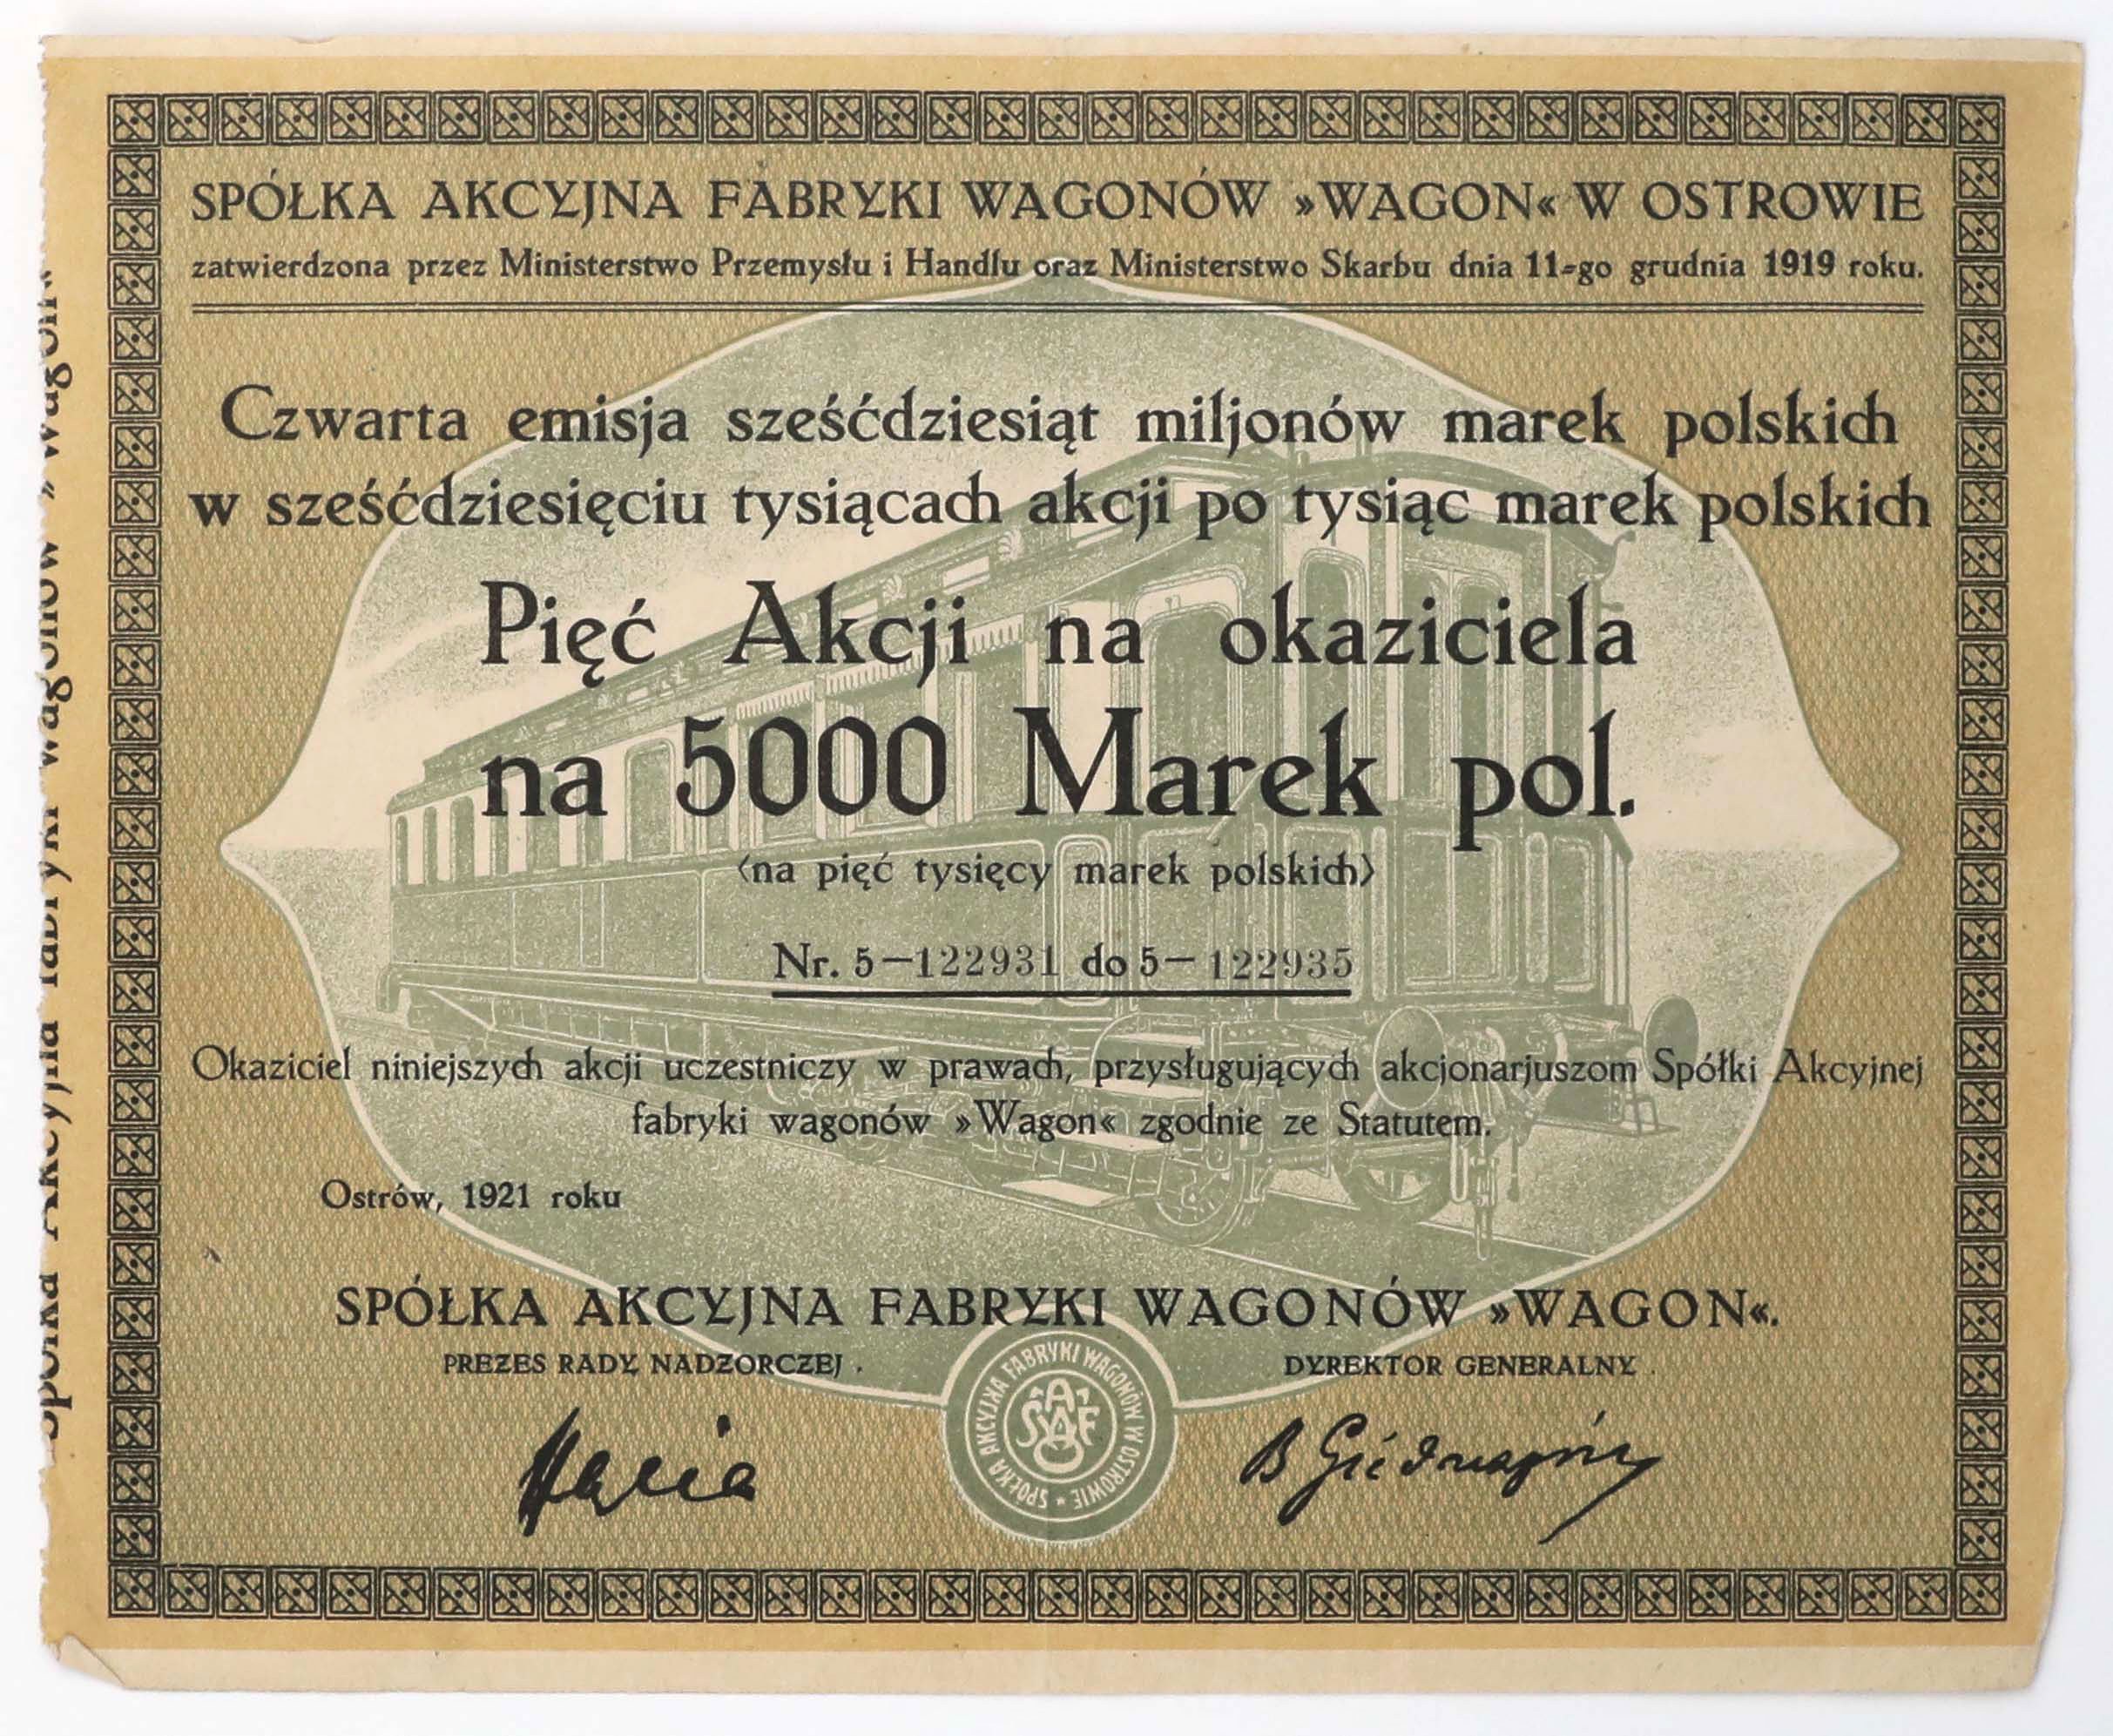 SPÓŁKA AKCYJNA FABRYKI WAGONÓW »WAGON« W OSTROWIE
zatwierdzona przez Ministerstwo Przemysłu i Handlu oraz Ministerstwo Skarbu dnia 11-go grudnia 1919 roku.
Czwarta emisja sześćdziesiąt miljonów marek polskich
w sześćdziesięciu tysiącach akcji po tysiąc marek polskich
Pięć Akcji na okaziciela
na 5000 Marek pol.
(na pięć tysięcy marek polskich)
Nr. 5—122931 do 5—122935
Okaziciel niniejszych akcji uczestniczy w prawach, przysługujących akcjonarjuszom Spółki Akcyjnej
fabryki wagonów »Wagon« zgodnie ze Statutem.
Ostrów, 1921 roku
SPÓŁKA AKCYJNA FABRYKI WAGONÓW »WAGON«.
PREZES RADY NADZORCZEJ.
DYREKTOR GENERALNY.
SPÓŁKA AKCYJNA FABRYKI WAGONÓW W OSTROWIE
Spółka Akcyjna fabryki wagonów »Wagon«